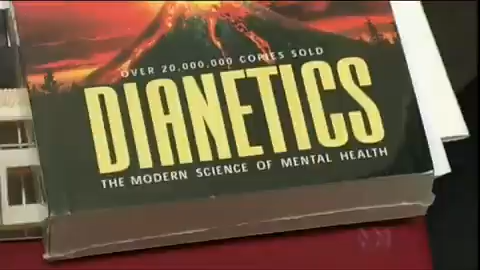 OVER 20,000,000 COPIES SOLD
DIANETICS
THE MODERN SCIENCE OF MENTAL HEALTH